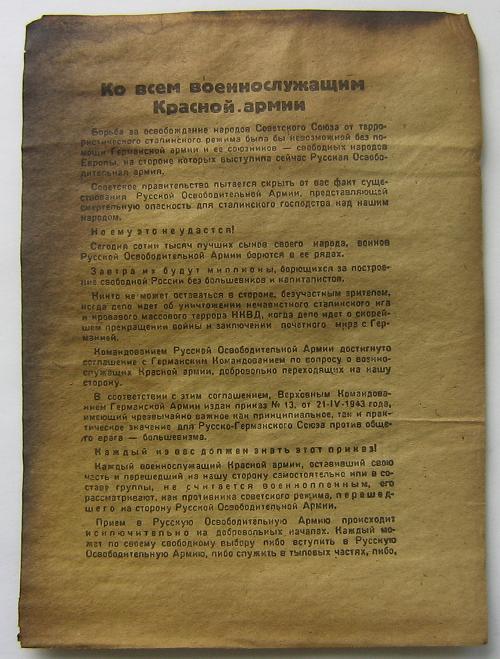 Ко всем военнослужащим
Красной армии
Борьба за освобождение народов Советского Союза от терро-
ристического сталинского режима была бы невозможной без по-
мощи Германской армии и ее союзников — свободных народов
Европы, на стороне которых выступила сейчас Русская Освобо-
дительная армия.
Советское правительство пытается скрыть от вас факт суще-
ствования Русской Освободительной Армии, представляющей
смертельную опасность для сталинского господства над нашим
народом.
Но ему это не удастся!
Сегодня сотни тысяч лучших сынов своего народа, воинов
Русской Освободительной Армии борются в ее рядах.
Завтра их будут миллионы, борющихся за построе-
ние свободной России без большевиков и капиталистов.
Никто не может оставаться в стороне, безучастным зрителем,
когда дело идет об уничтожении ненавистного сталинского ига
и кровавого массового террора НКВД, когда дело идет о скорей-
шем прекращении войны и заключении почетного мира с Гер-
манией.
Командованием Русской Освободительной Армии достигнуто
соглашение с Германским Командованием по вопросу о военно-
служащих Красной армии, добровольно переходящих на нашу
сторону.
В соответствии с этим соглашением, Верховным Командова-
нием Германской Армии издан приказ № 13, от 21-IV-1943 года,
имеющий чрезвычайно важное как принципиальное, так и прак-
тическое значение для Русско-Германского Союза против обще-
го врага — большевизма.
Каждый из вас должен знать этот приказ!
Каждый военнослужащий Красной армии, оставивший свою
часть и перешедший на нашу сторону самостоятельно или в со-
ставе группы, не считается военнопленным, его
рассматривают, как противника советского режима, перешед-
шего на сторону Русской Освободительной Армии.
Прием в Русскую Освободительную Армию происходит
исключительно на добровольных началах. Каждый мо-
жет по своему свободному выбору либо вступить в Русскую
Освободительную Армию, либо служить в тыловых частях, либо,